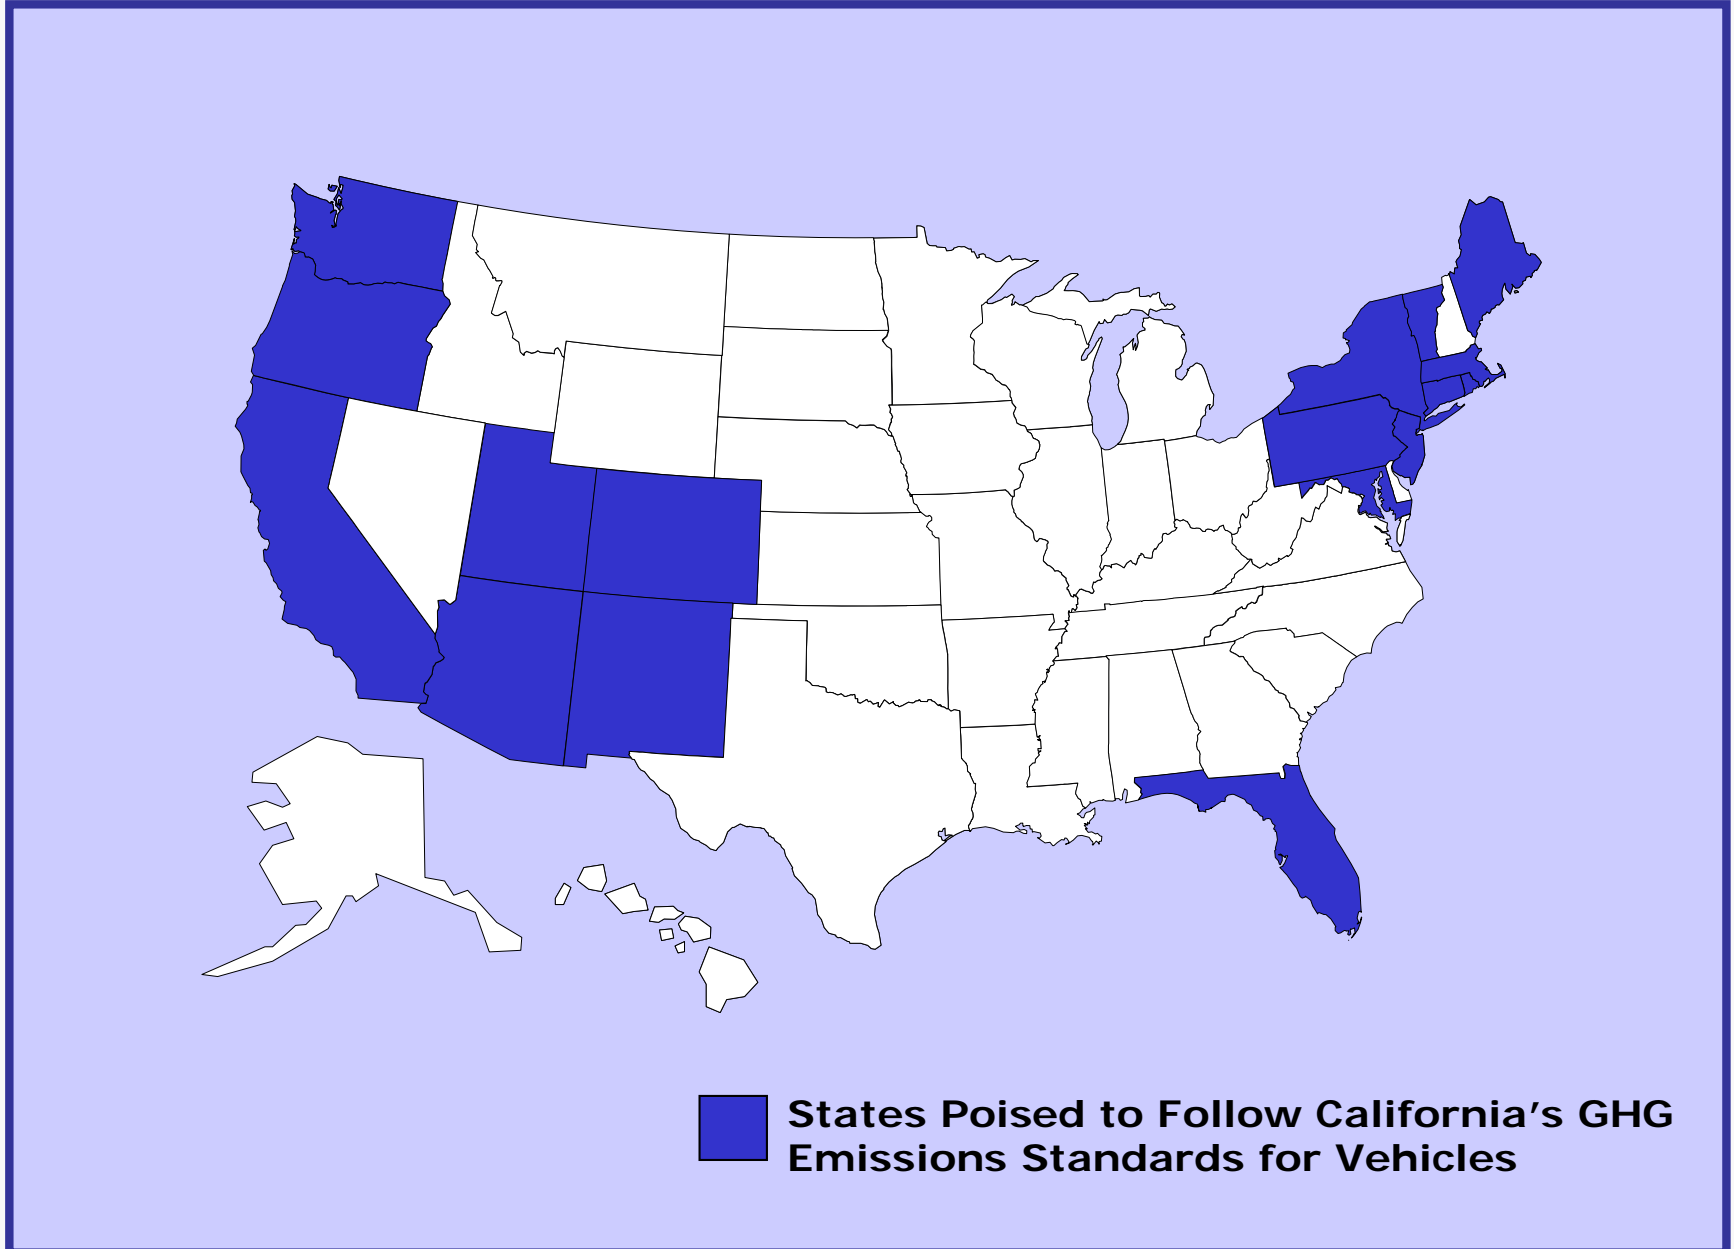 States Poised to Follow California’s GHG
Emissions Standards for Vehicles